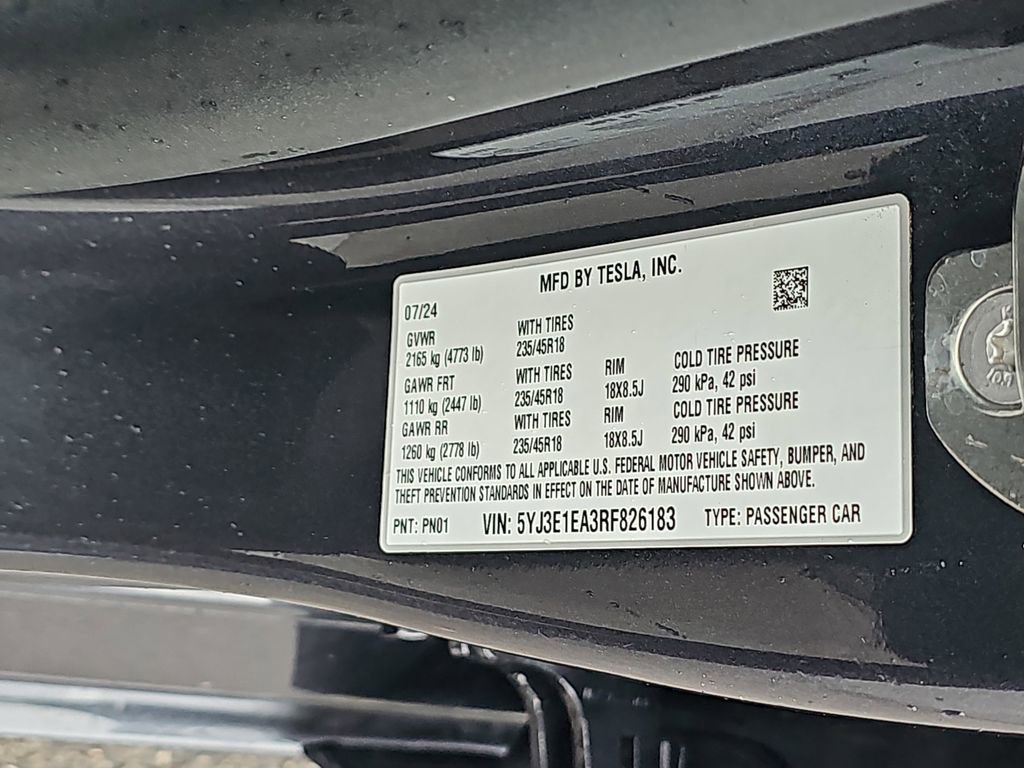 MFD BY TESLA, INC.
07/24
GVWR WITH TIRES
2165 kg (4773 lb) 235/45R18
GAWR FRT WITH TIRES RIM COLD TIRE PRESSURE
1110 kg (2447 lb) 235/45R18 18X8.5J 290 kPa, 42 psi
GAWR RR WITH TIRES RIM COLD TIRE PRESSURE
1260 kg (2778 lb) 235/45R18 18X8.5J 290 kPa, 42 psi
THIS VEHICLE CONFORMS TO ALL APPLICABLE U.S. FEDERAL MOTOR VEHICLE SAFETY, BUMPER, AND
THEFT PREVENTION STANDARDS IN EFFECT ON THE DATE OF MANUFACTURE SHOWN ABOVE.
PNT: PN01 VIN: 5YJ3E1EA3RF826183 TYPE: PASSENGER CAR